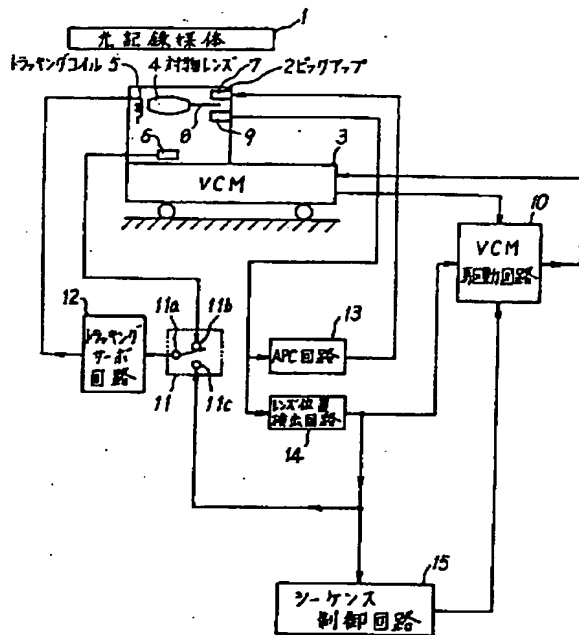 1
光記録媒体
トラッキングコイル 5 4 対物レンズ 7 2 ピックアップ
6
8
9
3
VCM
10
VCM
駆動回路
12
トラッキング
サーボ
回路
11a
11b
11
11c
13
APC回路
レンズ位置
検出回路
14
15
シーケンス
制御回路